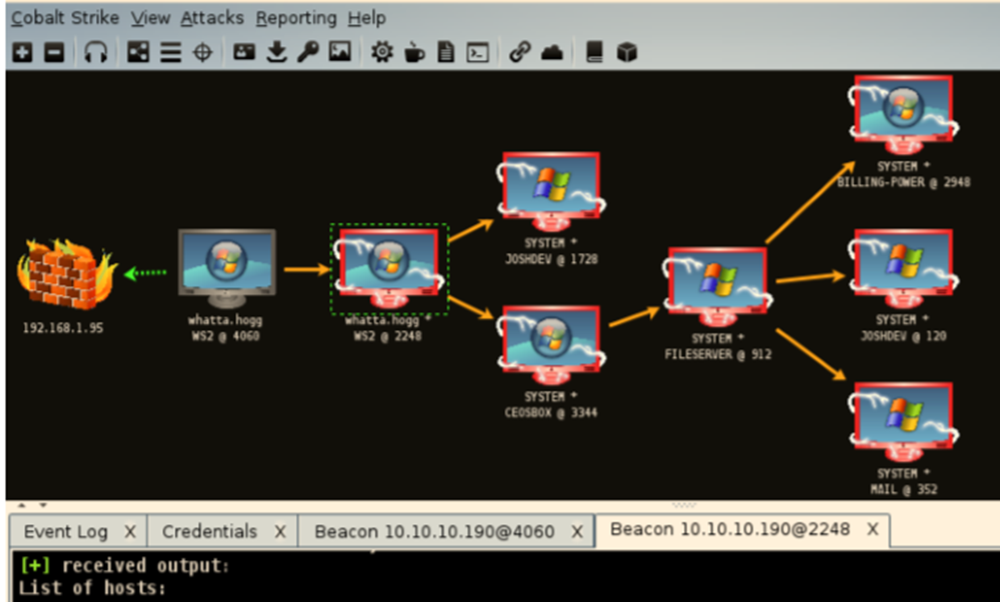 Cobalt Strike View Attacks Reporting Help
SYSTEM *
BILLING-POWER @ 2948
SYSTEM *
JOSHDEV @ 1728
192.168.1.95
whatta.hogg
WS2 @ 4060
whatta.hogg *
WS2 @ 2248
SYSTEM *
FILESERVER @ 912
SYSTEM *
JOSHDEV @ 120
SYSTEM *
CEOSBOX @ 3344
SYSTEM *
MAIL @ 352
Event Log X Credentials X Beacon 10.10.10.190@4060 X Beacon 10.10.10.190@2248 X
[+] received output:
List of hosts: